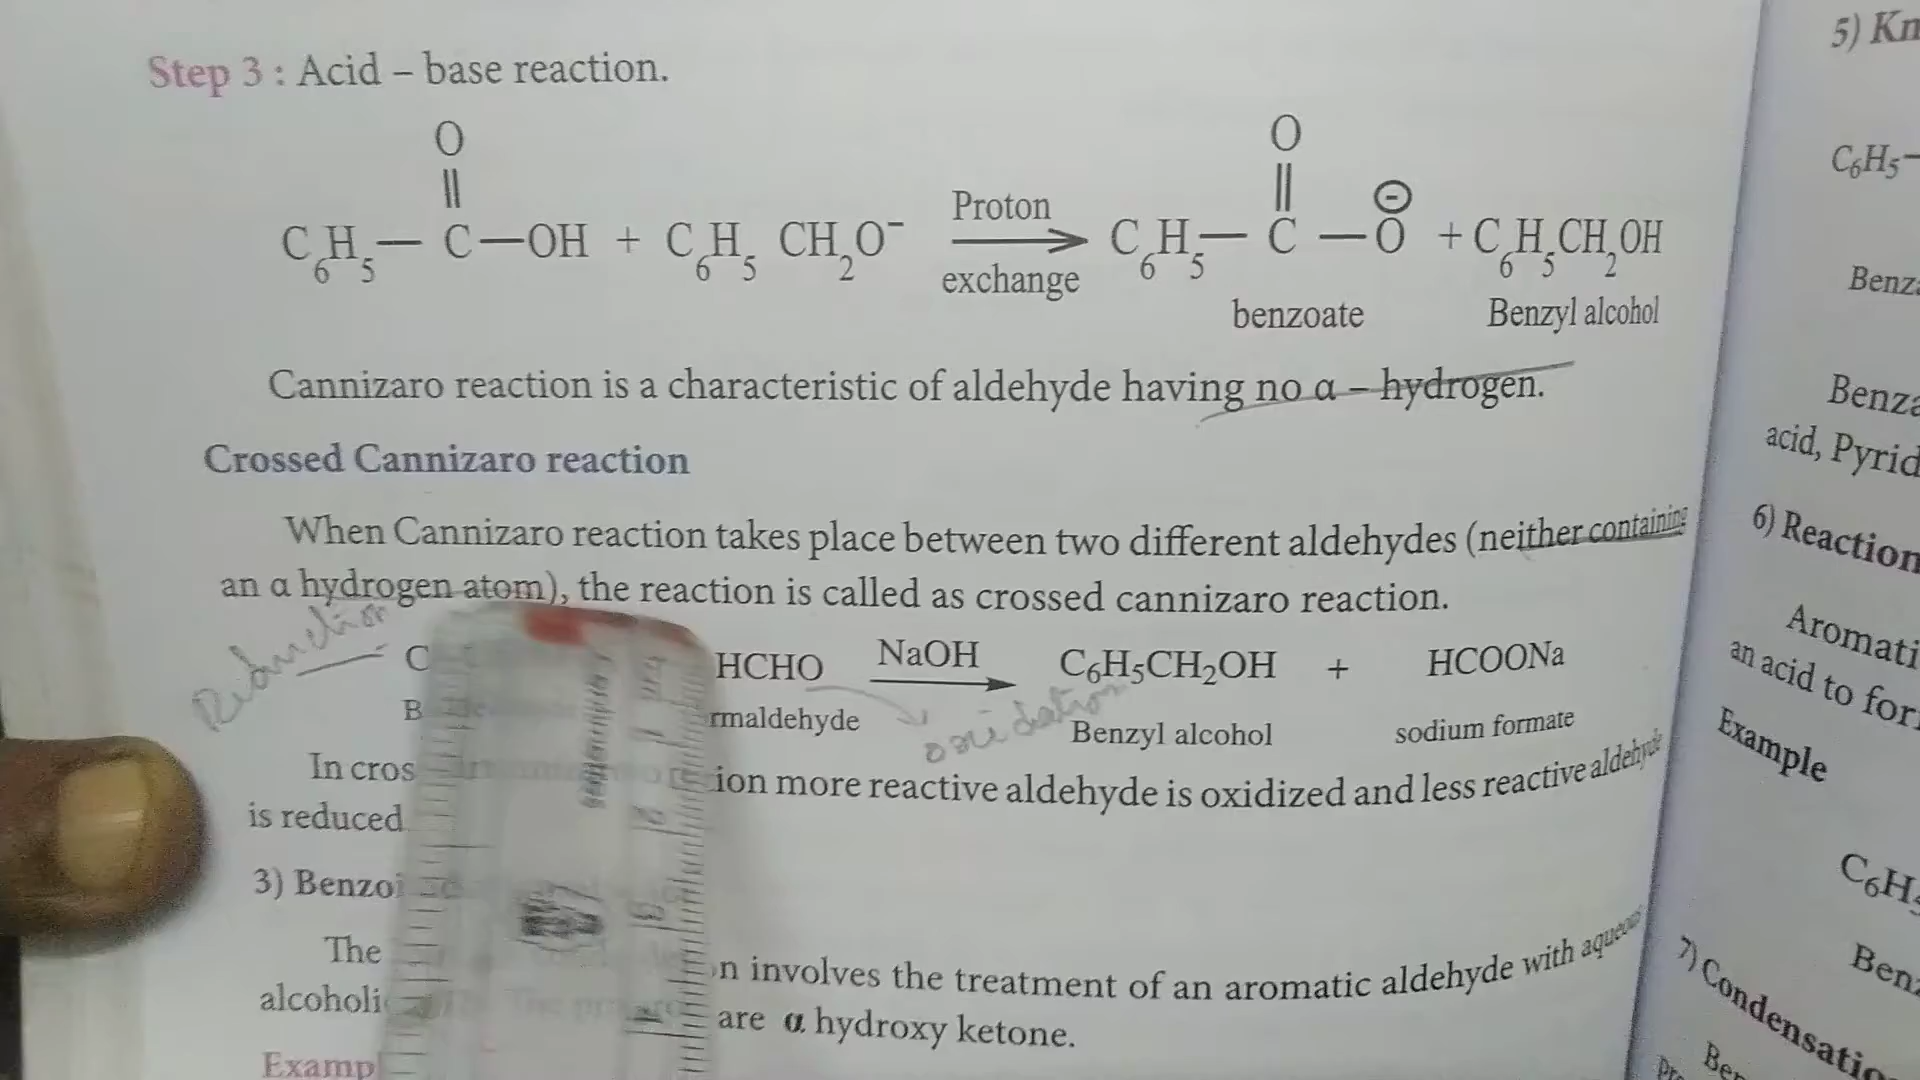 Step 3 : Acid – base reaction.
O O
|| || ⊖
C₆H₅ — C—OH + C₆H₅ CH₂O⁻ Proton exchange → C₆H₅ — C — O + C₆H₅CH₂OH
benzoate Benzyl alcohol
Cannizaro reaction is a characteristic of aldehyde having no α – hydrogen.
Crossed Cannizaro reaction
When Cannizaro reaction takes place between two different aldehydes (neither containing
an α hydrogen atom), the reaction is called as crossed cannizaro reaction.
Reduction
C HCHO NaOH → C₆H₅CH₂OH + HCOONa
B rmaldehyde oxidation Benzyl alcohol sodium formate
In cros ion more reactive aldehyde is oxidized and less reactive aldehyde
is reduced
3) Benzoi
The n involves the treatment of an aromatic aldehyde with aqueous
alcoholi are α hydroxy ketone.
Exampl
5) Kn
C₆H₅–
Benza
Benza
acid, Pyrid
6) Reaction
Aromati
an acid to for
Example
C₆H₅
Benz
7) Condensatio
Ben